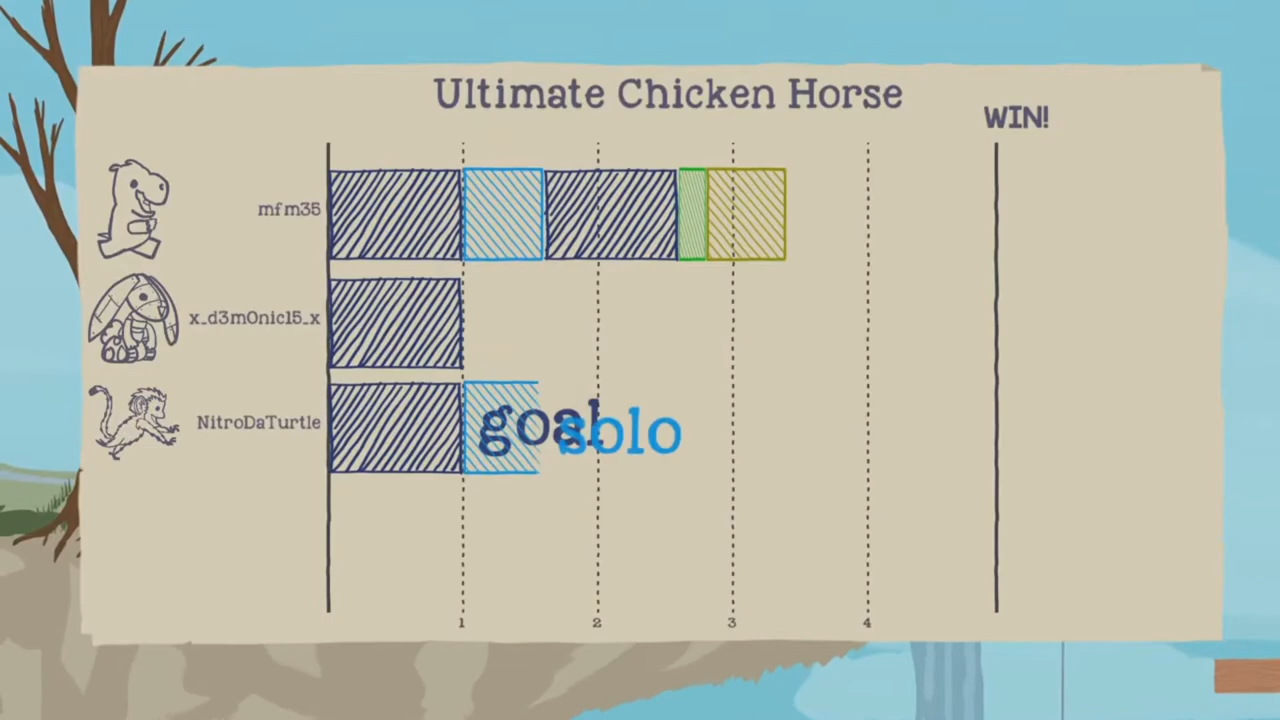 Ultimate Chicken Horse
WIN!
mfm35
x_d3m0nic15_x
NitroDaTurtle
goal
solo
1 2 3 4